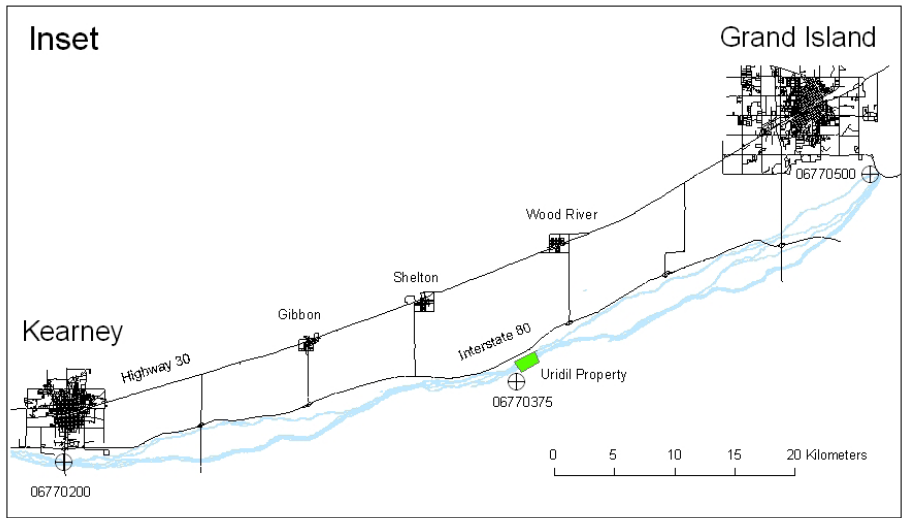 Inset
Grand Island
06770500
Wood River
Shelton
Gibbon
Kearney
Highway 30
Interstate 80
Uridil Property
06770375
0 5 10 15 20 Kilometers
06770200